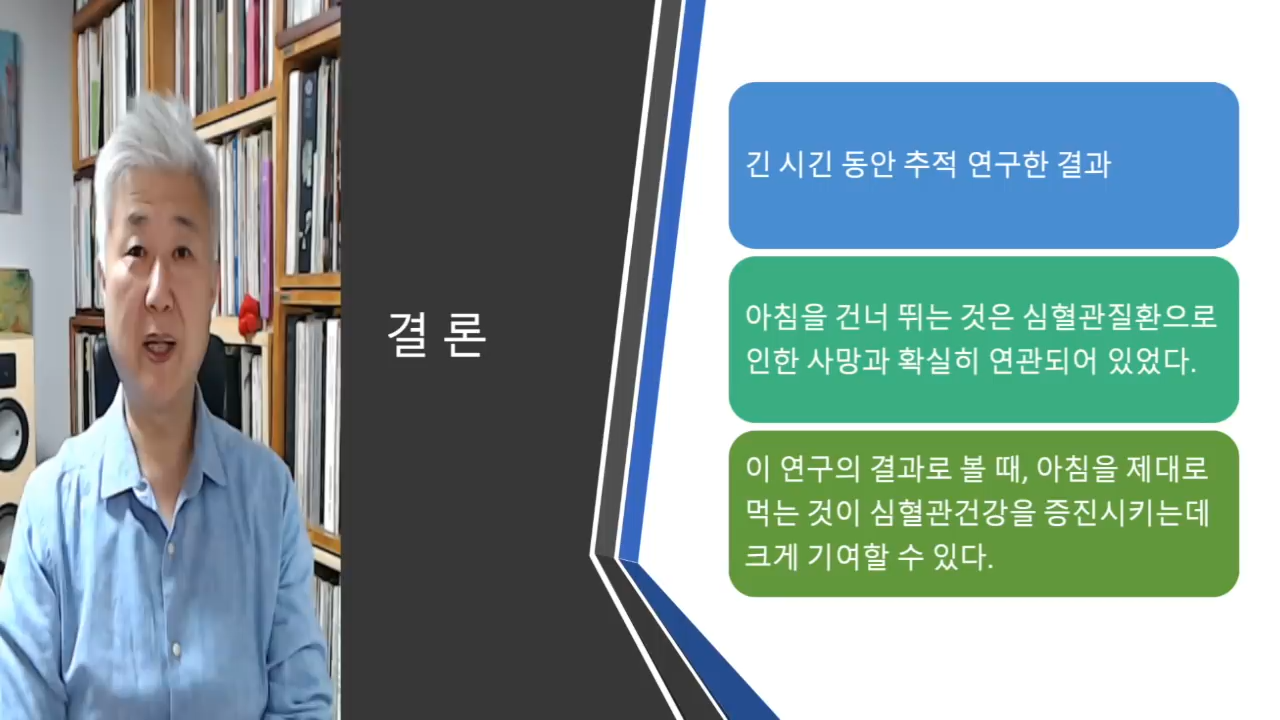 결 론
긴 시긴 동안 추적 연구한 결과
아침을 건너 뛰는 것은 심혈관질환으로
인한 사망과 확실히 연관되어 있었다.
이 연구의 결과로 볼 때, 아침을 제대로
먹는 것이 심혈관건강을 증진시키는데
크게 기여할 수 있다.